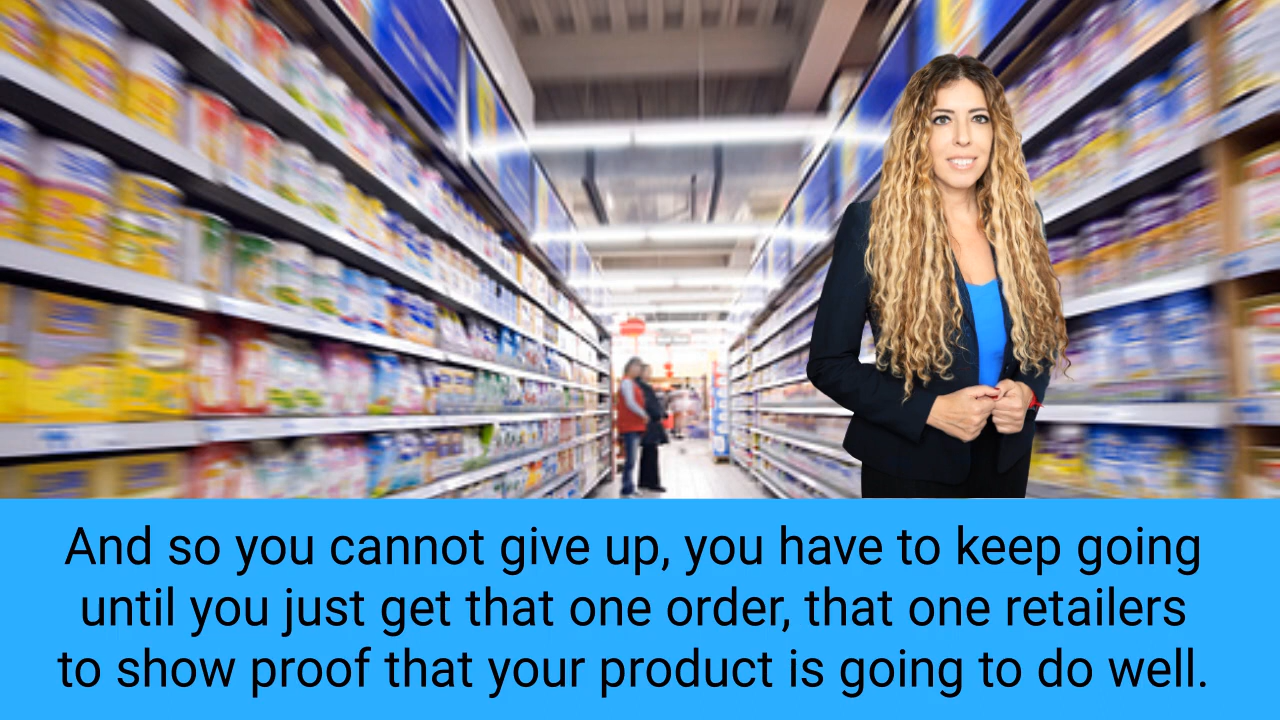 And so you cannot give up, you have to keep going
until you just get that one order, that one retailers
to show proof that your product is going to do well.